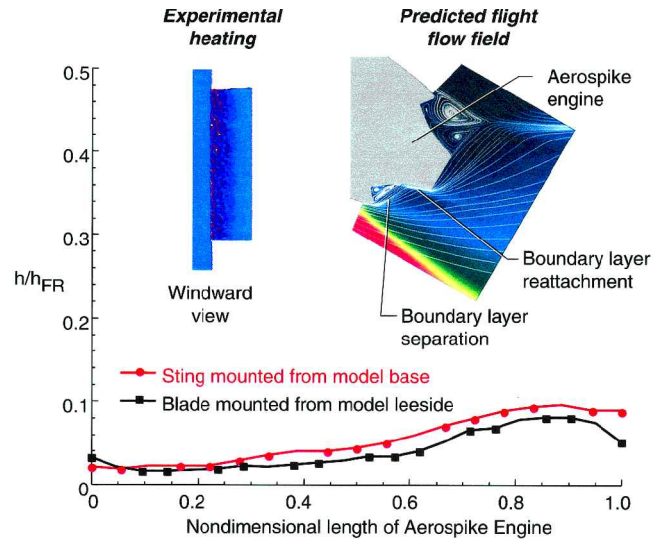 Experimental
heating
Predicted flight
flow field
Aerospike
engine
Boundary layer
reattachment
Boundary layer
separation
Windward
view
h/hFR
0.5
0.4
0.3
0.2
0.1
0
Sting mounted from model base
Blade mounted from model leeside
0 0.2 0.4 0.6 0.8 1.0
Nondimensional length of Aerospike Engine